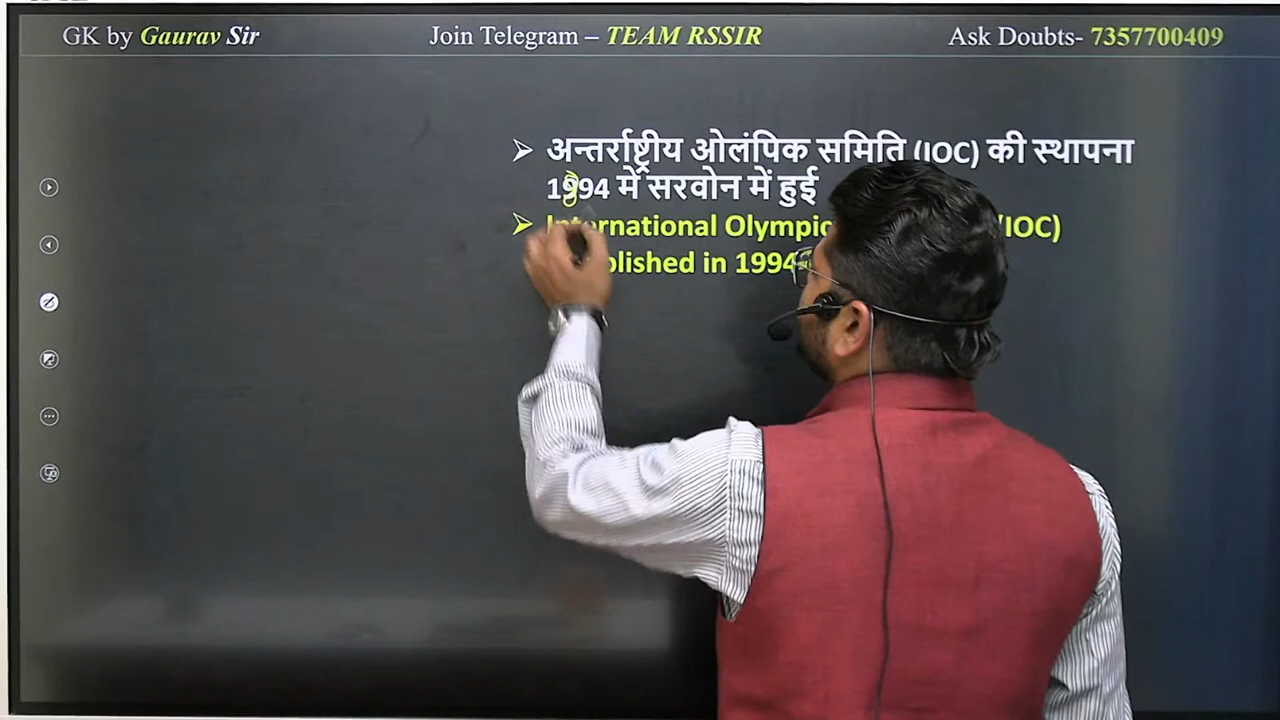 GK by Gaurav Sir
Join Telegram – TEAM RSSIR
Ask Doubts- 7357700409
➢ अन्तर्राष्ट्रीय ओलंपिक समिति (IOC) की स्थापना
1994 में सरवोन में हुई
8
➢ International Olympic (IOC)
in 1994